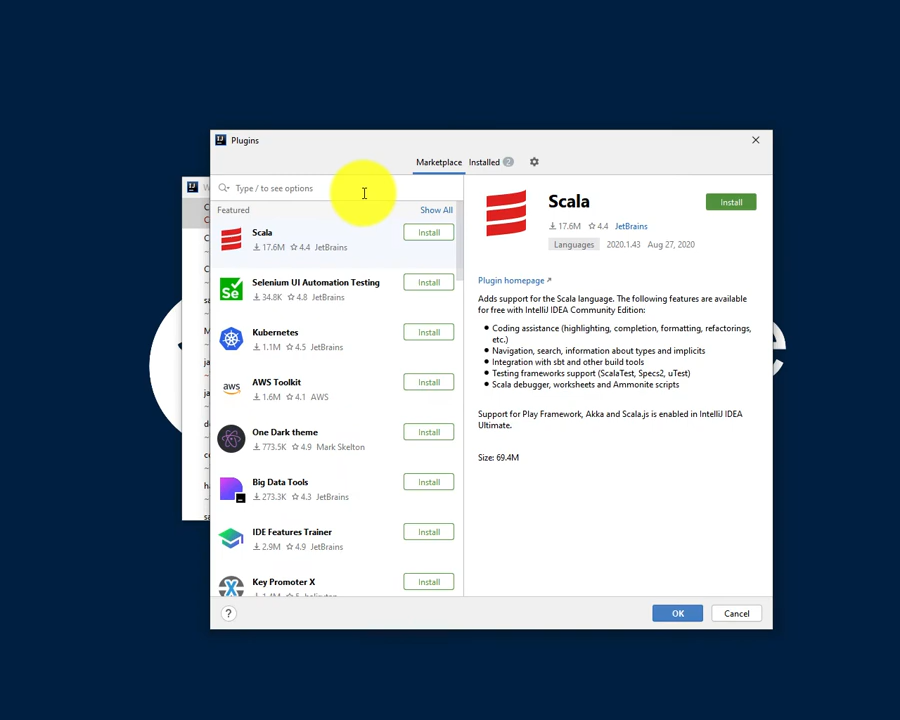 Plugins
Marketplace Installed 2
Type / to see options
Featured Show All
Scala Install
17.6M 4.4 JetBrains
Selenium UI Automation Testing Install
34.8K 4.8 JetBrains
Kubernetes Install
1.1M 4.5 JetBrains
AWS Toolkit Install
aws
1.6M 4.1 AWS
One Dark theme Install
773.5K 4.9 Mark Skelton
Big Data Tools Install
273.3K 4.3 JetBrains
IDE Features Trainer Install
2.9M 4.9 JetBrains
Key Promoter X Install
Scala Install
17.6M 4.4 JetBrains
Languages 2020.1.43 Aug 27, 2020
Plugin homepage
Adds support for the Scala language. The following features are available
for free with IntelliJ IDEA Community Edition:
• Coding assistance (highlighting, completion, formatting, refactorings,
etc.)
• Navigation, search, information about types and implicits
• Integration with sbt and other build tools
• Testing frameworks support (ScalaTest, Specs2, uTest)
• Scala debugger, worksheets and Ammonite scripts
Support for Play Framework, Akka and Scala.js is enabled in IntelliJ IDEA
Ultimate.
Size: 69.4M
? OK Cancel